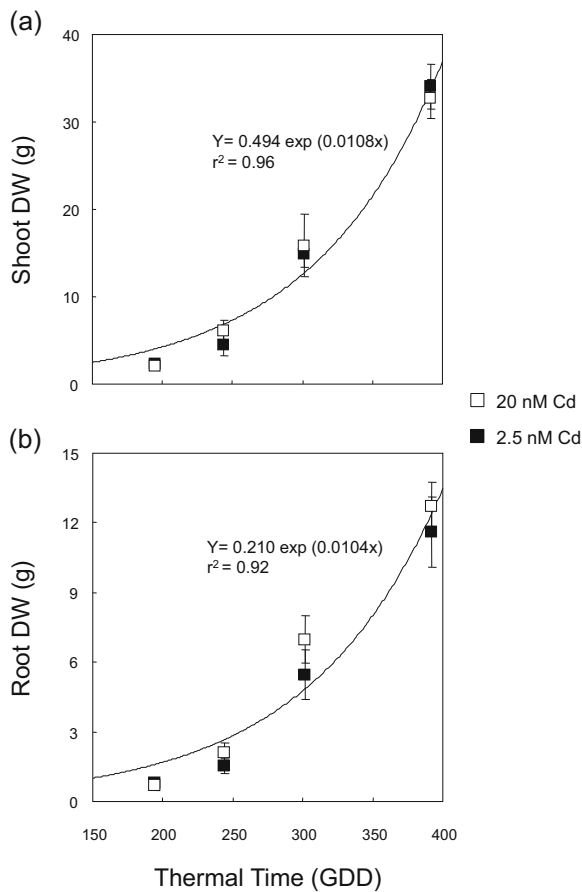 (a)
40
30
20
10
0
Shoot DW (g)
Y= 0.494 exp (0.0108x)
r² = 0.96
20 nM Cd
2.5 nM Cd
(b)
15
12
9
6
3
0
Root DW (g)
Y= 0.210 exp (0.0104x)
r² = 0.92
150 200 250 300 350 400
Thermal Time (GDD)